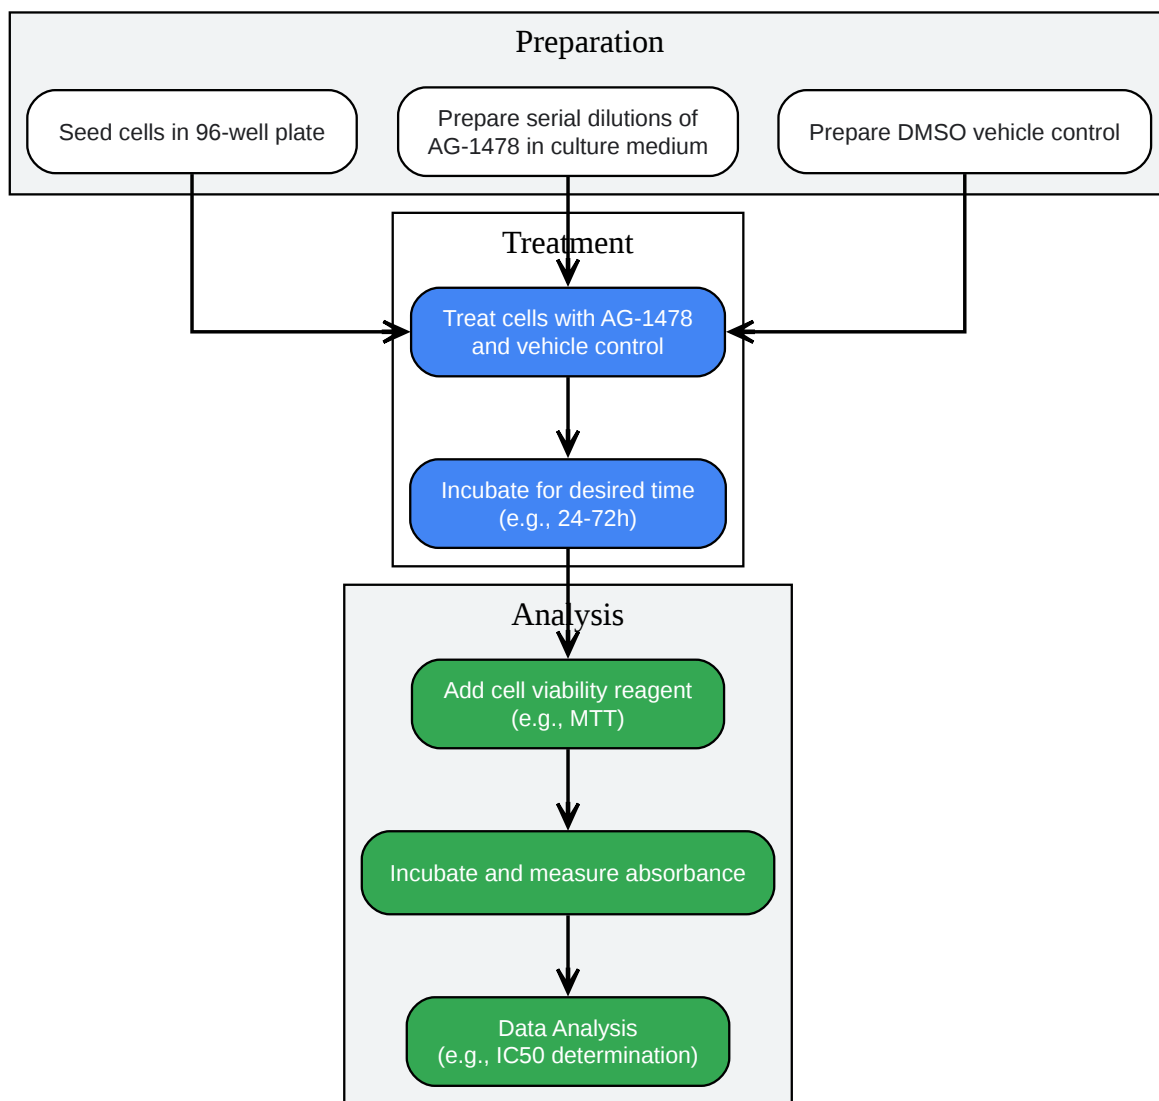 Preparation
Seed cells in 96-well plate
Prepare serial dilutions of
AG-1478 in culture medium
Prepare DMSO vehicle control
Treatment
Treat cells with AG-1478
and vehicle control
Incubate for desired time
(e.g., 24-72h)
Analysis
Add cell viability reagent
(e.g., MTT)
Incubate and measure absorbance
Data Analysis
(e.g., IC50 determination)